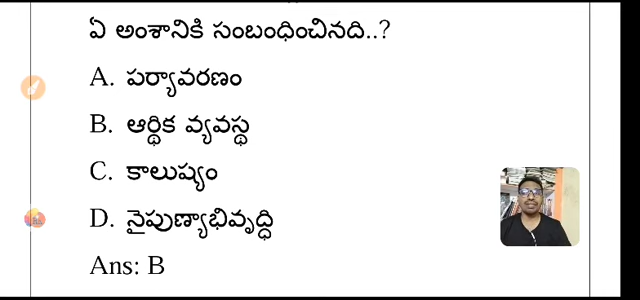 ఏ అంశానికి సంబంధించినది..?
A. పర్యావరణం
B. ఆర్థిక వ్యవస్థ
C. కాలుష్యం
D. నైపుణ్యాభివృద్ధి
Ans: B